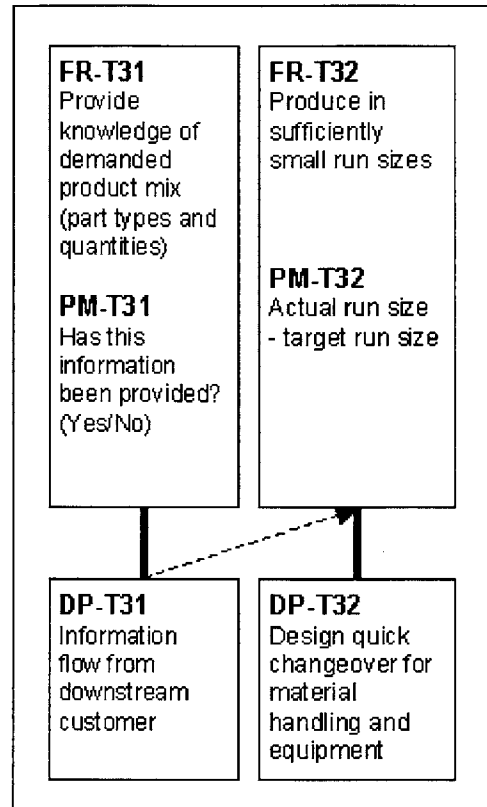 FR-T31
Provide
knowledge of
demanded
product mix
(part types and
quantities)
PM-T31
Has this
information
been provided?
(Yes/No)
FR-T32
Produce in
sufficiently
small run sizes
PM-T32
Actual run size
- target run size
DP-T31
Information
flow from
downstream
customer
DP-T32
Design quick
changeover for
material
handling and
equipment